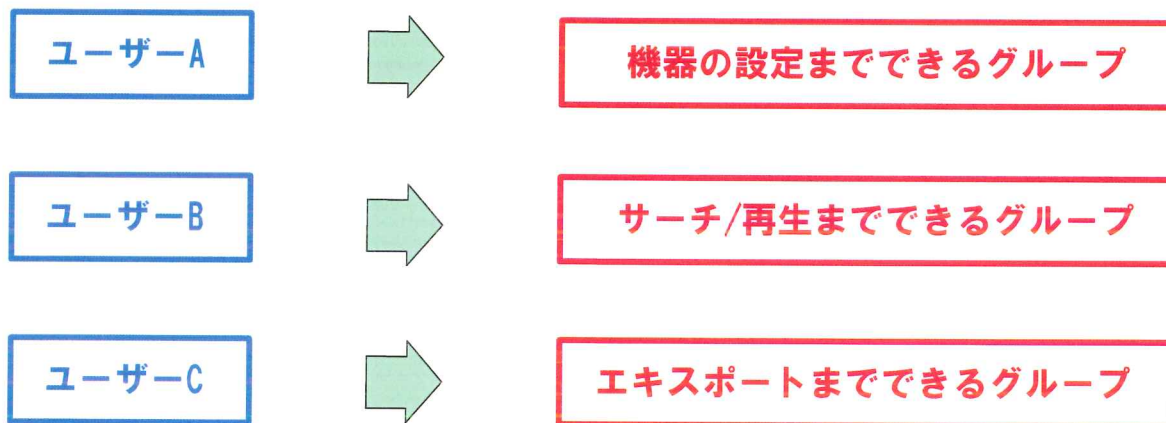 ユーザーA
機器の設定までできるグループ
ユーザーB
サーチ/再生までできるグループ
ユーザーC
エキスポートまでできるグループ